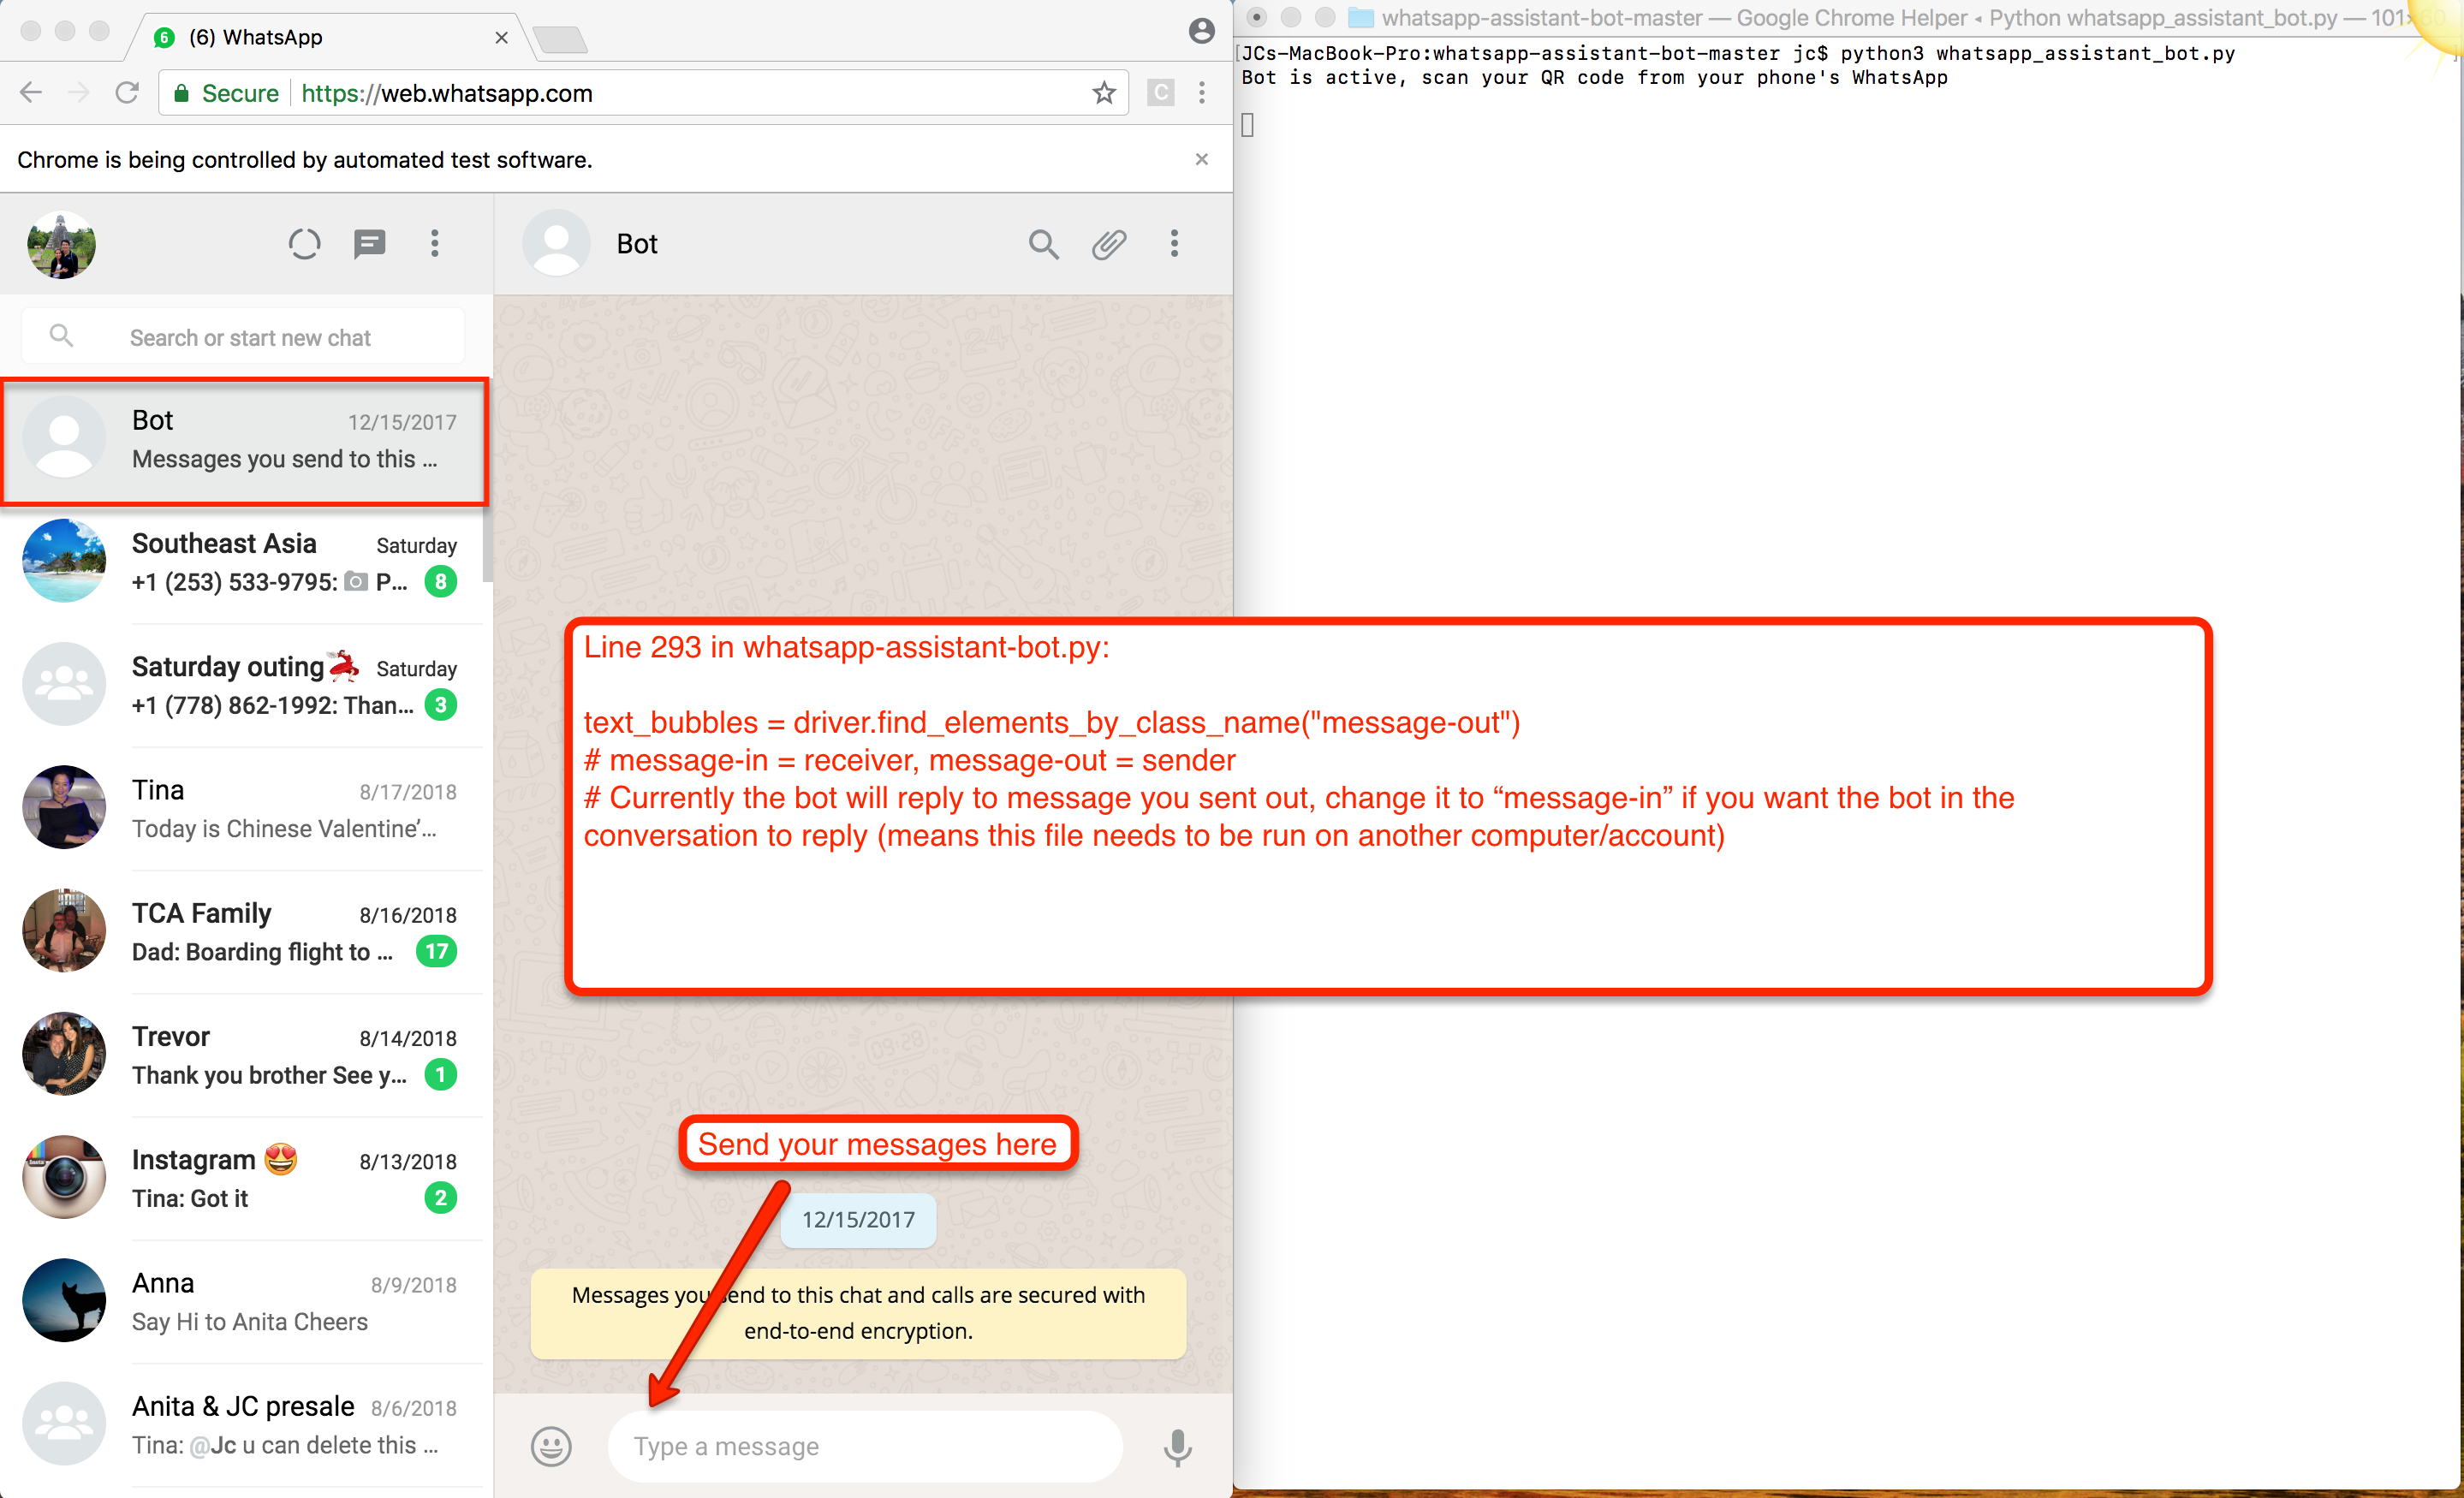 6 (6) WhatsApp
Secure https://web.whatsapp.com
C
Chrome is being controlled by automated test software.
Search or start new chat
Bot 12/15/2017
Messages you send to this ...
Southeast Asia Saturday
+1 (253) 533-9795: P... 8
Saturday outing💃 Saturday
+1 (778) 862-1992: Than... 3
Tina 8/17/2018
Today is Chinese Valentine'...
TCA Family 8/16/2018
Dad: Boarding flight to ... 17
Trevor 8/14/2018
Thank you brother See y... 1
Instagram 😍 8/13/2018
Tina: Got it 2
Anna 8/9/2018
Say Hi to Anita Cheers
Anita & JC presale 8/6/2018
Tina: @Jc u can delete this ...
Bot
Line 293 in whatsapp-assistant-bot.py:
text_bubbles = driver.find_elements_by_class_name("message-out")
# message-in = receiver, message-out = sender
# Currently the bot will reply to message you sent out, change it to “message-in” if you want the bot in the
conversation to reply (means this file needs to be run on another computer/account)
Send your messages here
12/15/2017
Messages you send to this chat and calls are secured with
end-to-end encryption.
Type a message
whatsapp-assistant-bot-master — Google Chrome Helper ◂ Python whatsapp_assistant_bot.py —
JCs-MacBook-Pro:whatsapp-assistant-bot-master jc$ python3 whatsapp_assistant_bot.py
Bot is active, scan your QR code from your phone's WhatsApp